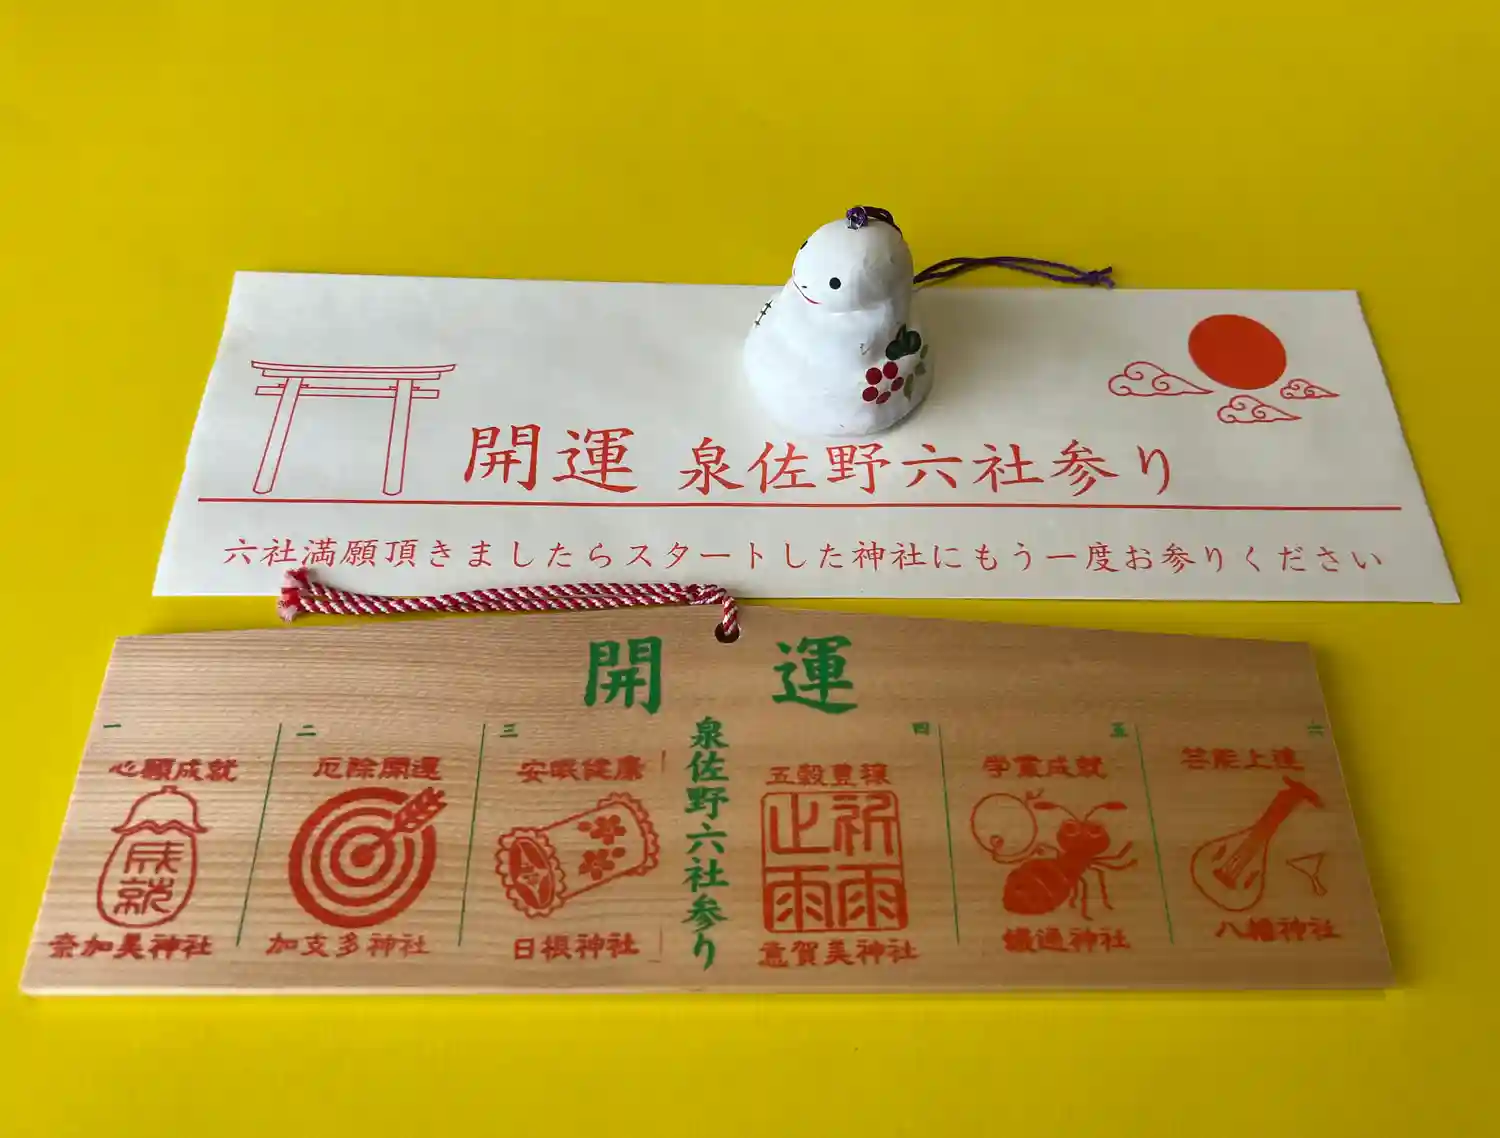 開運 泉佐野六社参り
六社満願頂きましたらスタートした神社にもう一度お参りください
開運
泉佐野六社参り
一
心願成就
成就
奈加美神社
二
厄除開運
加支多神社
三
安眠健康
日根神社
四
五穀豊穣
祈雨
止雨
意賀美神社
五
学業成就
蟻通神社
六
芸能上達
八幡神社